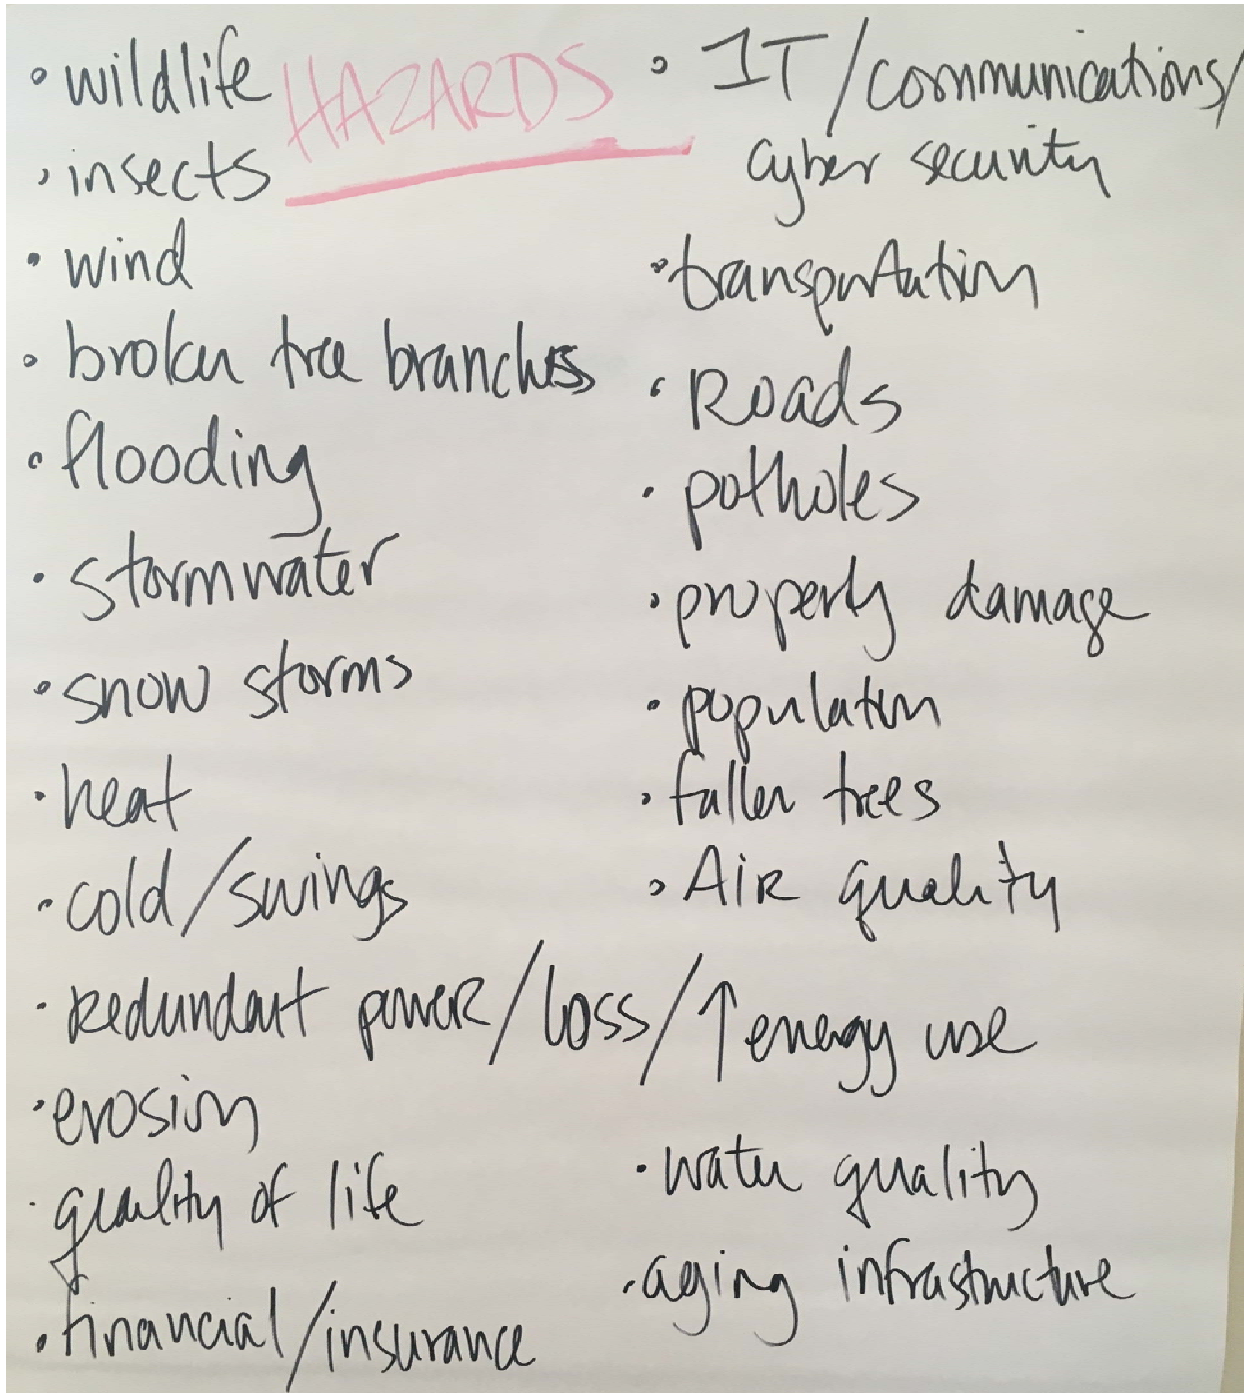 HAZARDS
• wildlife
• insects
• wind
• broken tree branches
• flooding
• stormwater
• snow storms
• heat
• cold/swings
• redundant power/loss/↑ energy use
• erosion
• quality of life
• financial/insurance
• IT/communications/
cyber security
• transportation
• Roads
• potholes
• property damage
• population
• fallen trees
• AIR quality
• water quality
• aging infrastructure